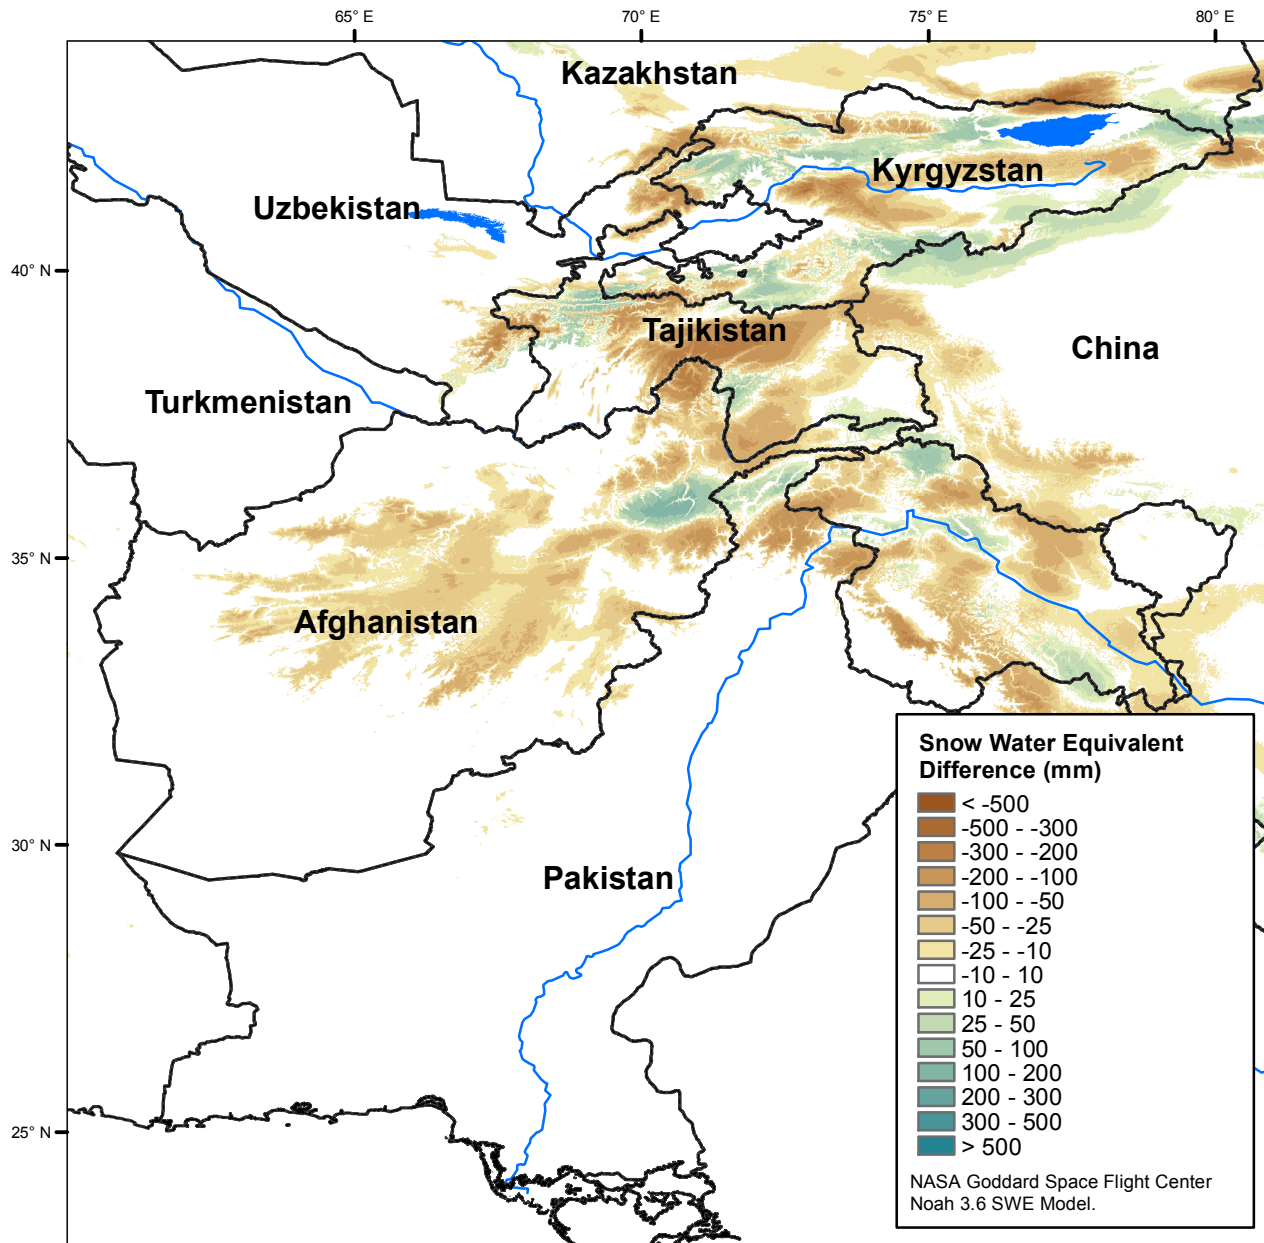 65° E
70° E
75° E
80° E
Kazakhstan
Kyrgyzstan
Uzbekistan
40° N
Tajikistan
China
Turkmenistan
35° N
Afghanistan
Snow Water Equivalent
Difference (mm)
< -500
-500 - -300
-300 - -200
-200 - -100
-100 - -50
-50 - -25
-25 - -10
-10 - 10
10 - 25
25 - 50
50 - 100
100 - 200
200 - 300
300 - 500
> 500
NASA Goddard Space Flight Center
Noah 3.6 SWE Model.
30° N
Pakistan
25° N